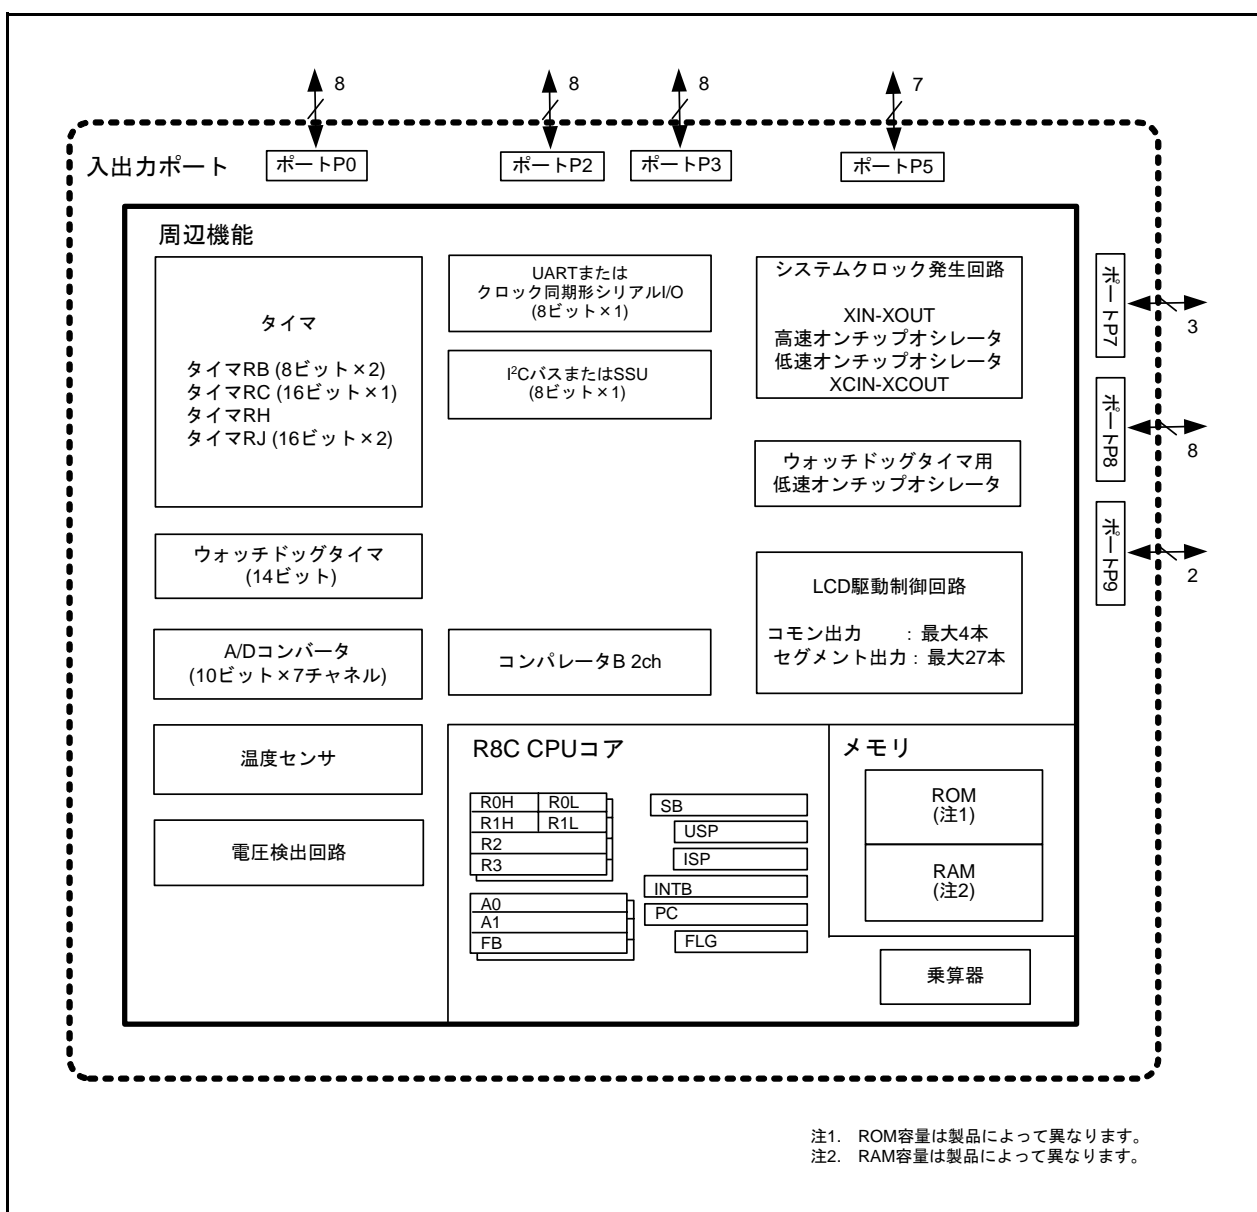 8
8
8
7
入出力ポート
ポートP0
ポートP2
ポートP3
ポートP5
周辺機能
タイマ
タイマRB (8ビット×2)
タイマRC (16ビット×1)
タイマRH
タイマRJ (16ビット×2)
ウォッチドッグタイマ
(14ビット)
A/Dコンバータ
(10ビット×7チャネル)
温度センサ
電圧検出回路
UARTまたは
クロック同期形シリアルI/O
(8ビット×1)
I²CバスまたはSSU
(8ビット×1)
コンパレータB 2ch
システムクロック発生回路
XIN-XOUT
高速オンチップオシレータ
低速オンチップオシレータ
XCIN-XCOUT
ウォッチドッグタイマ用
低速オンチップオシレータ
LCD駆動制御回路
コモン出力 : 最大4本
セグメント出力 : 最大27本
ポートP7
3
ポートP8
8
ポートP9
2
R8C CPUコア
R0H R0L
R1H R1L
R2
R3
A0
A1
FB
SB
USP
ISP
INTB
PC
FLG
メモリ
ROM
(注1)
RAM
(注2)
乗算器
注1. ROM容量は製品によって異なります。
注2. RAM容量は製品によって異なります。